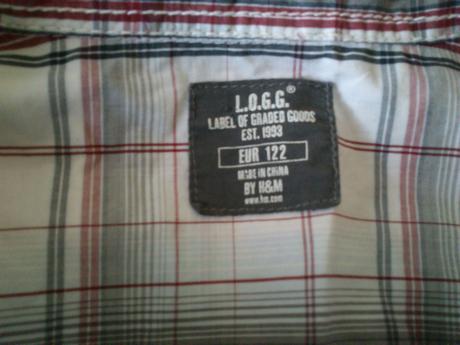 L.O.G.G.®
LABEL OF GRADED GOODS
EST. 1993
EUR 122
MADE IN CHINA
BY H&M
www.hm.com